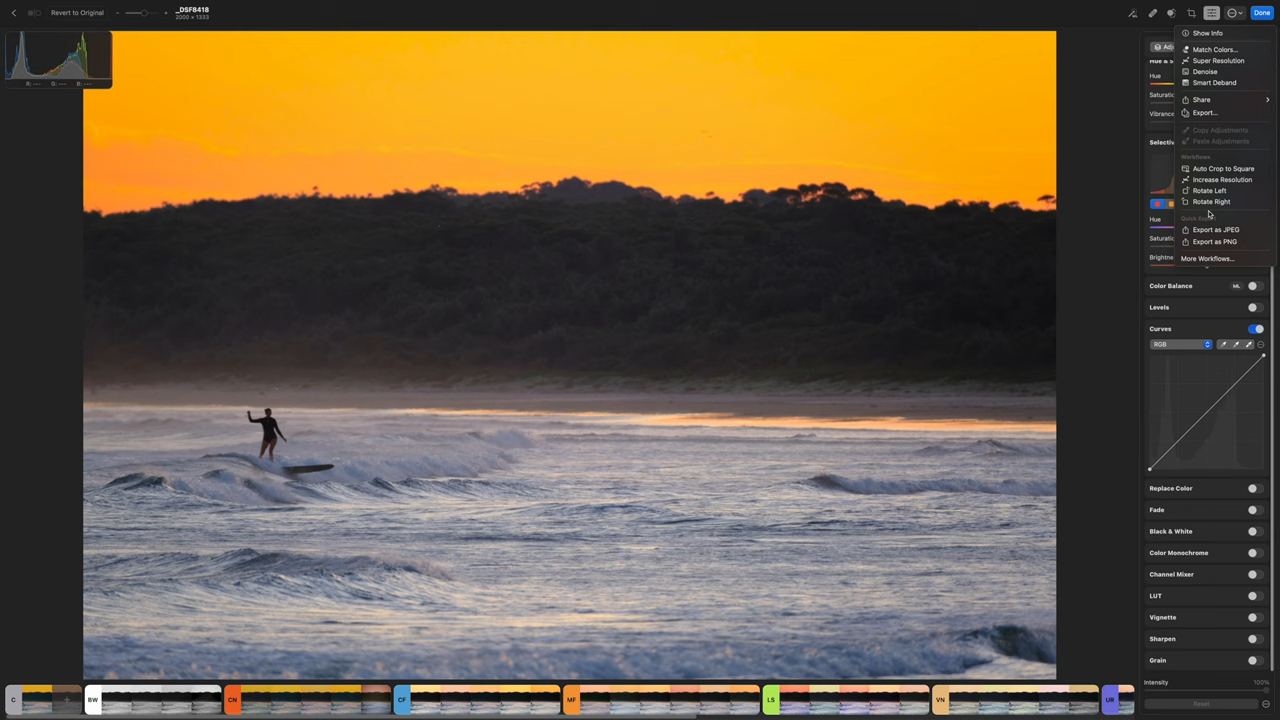 Revert to Original
_DSF8418
2000 × 1333
Done
R: --- G: --- B: ---
Show Info
Match Colors...
Super Resolution
Denoise
Smart Deband
Share
Export...
Copy Adjustments
Paste Adjustments
Workflows
Auto Crop to Square
Increase Resolution
Rotate Left
Rotate Right
Export as JPEG
Export as PNG
More Workflows...
Hue
Vibrance
Hue
Color Balance ML
Levels
Curves
RGB
Replace Color
Fade
Black & White
Color Monochrome
Channel Mixer
LUT
Vignette
Sharpen
Grain
Intensity 100%
Reset
C BW CN CF MF LS VN UR